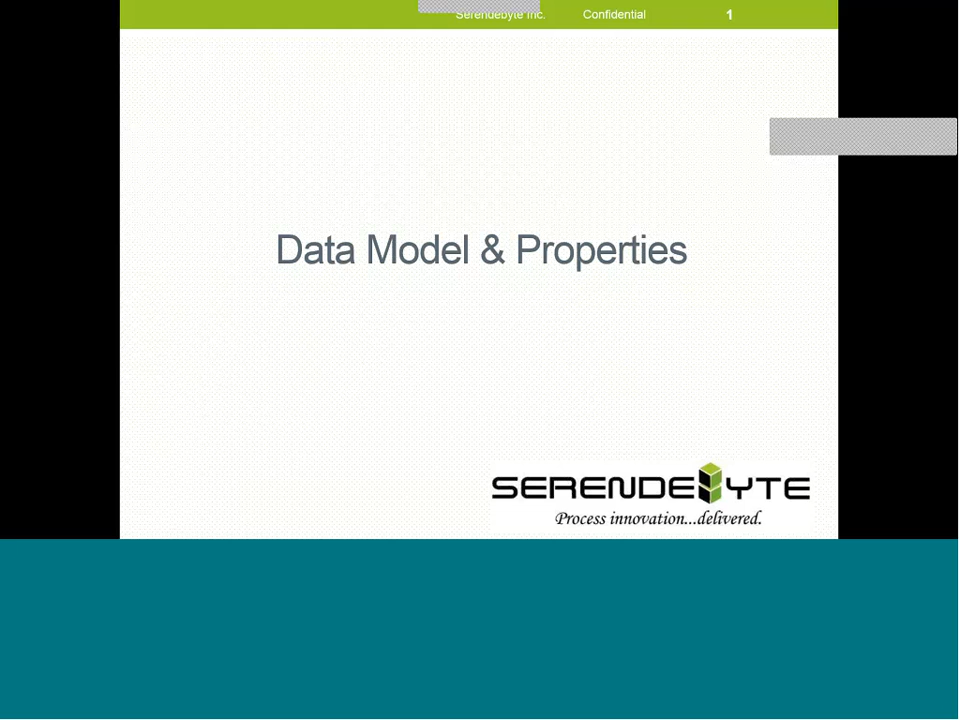 Serendebyte Inc. Confidential 1
Data Model & Properties
SERENDEBYTE
Process innovation...delivered.